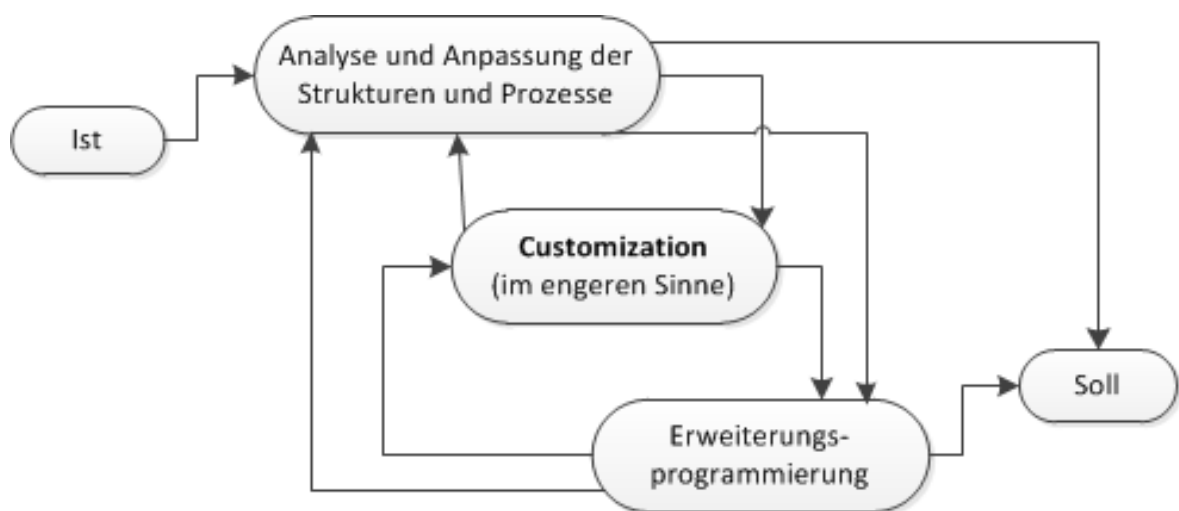 Analyse und Anpassung der
Strukturen und Prozesse
Ist
Customization
(im engeren Sinne)
Soll
Erweiterungs-
programmierung